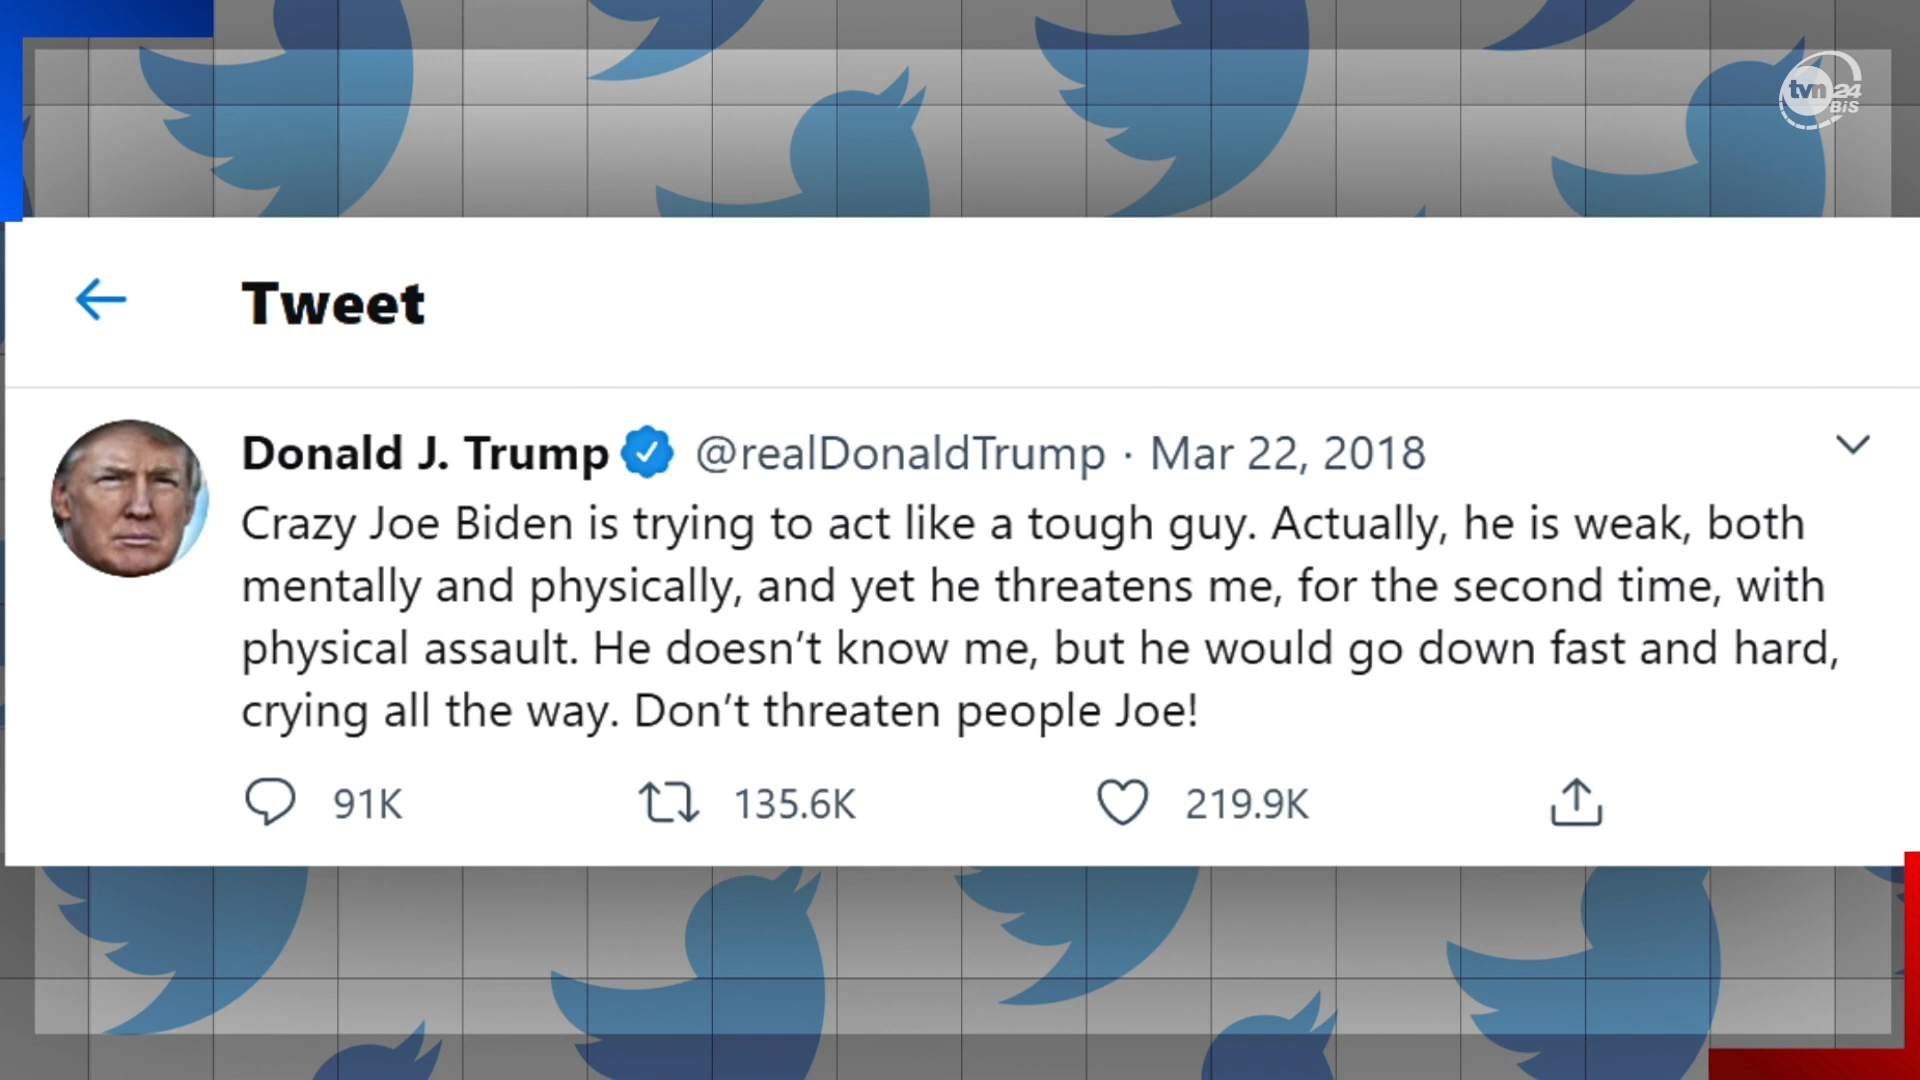 tvn24
BiS
Tweet
Donald J. Trump @realDonaldTrump · Mar 22, 2018
Crazy Joe Biden is trying to act like a tough guy. Actually, he is weak, both
mentally and physically, and yet he threatens me, for the second time, with
physical assault. He doesn’t know me, but he would go down fast and hard,
crying all the way. Don’t threaten people Joe!
91K 135.6K 219.9K